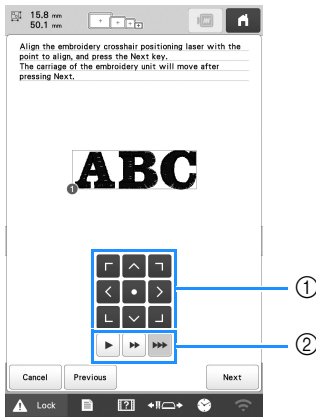 15.8 mm
50.1 mm
Align the embroidery crosshair positioning laser with the
point to align, and press the Next key.
The carriage of the embroidery unit will move after
pressing Next.
ABC
1
①
②
Cancel Previous Next
Lock